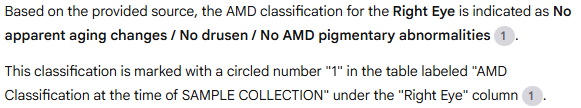 Based on the provided source, the AMD classification for the Right Eye is indicated as No
apparent aging changes / No drusen / No AMD pigmentary abnormalities 1 .
This classification is marked with a circled number "1" in the table labeled "AMD
Classification at the time of SAMPLE COLLECTION" under the "Right Eye" column 1 .